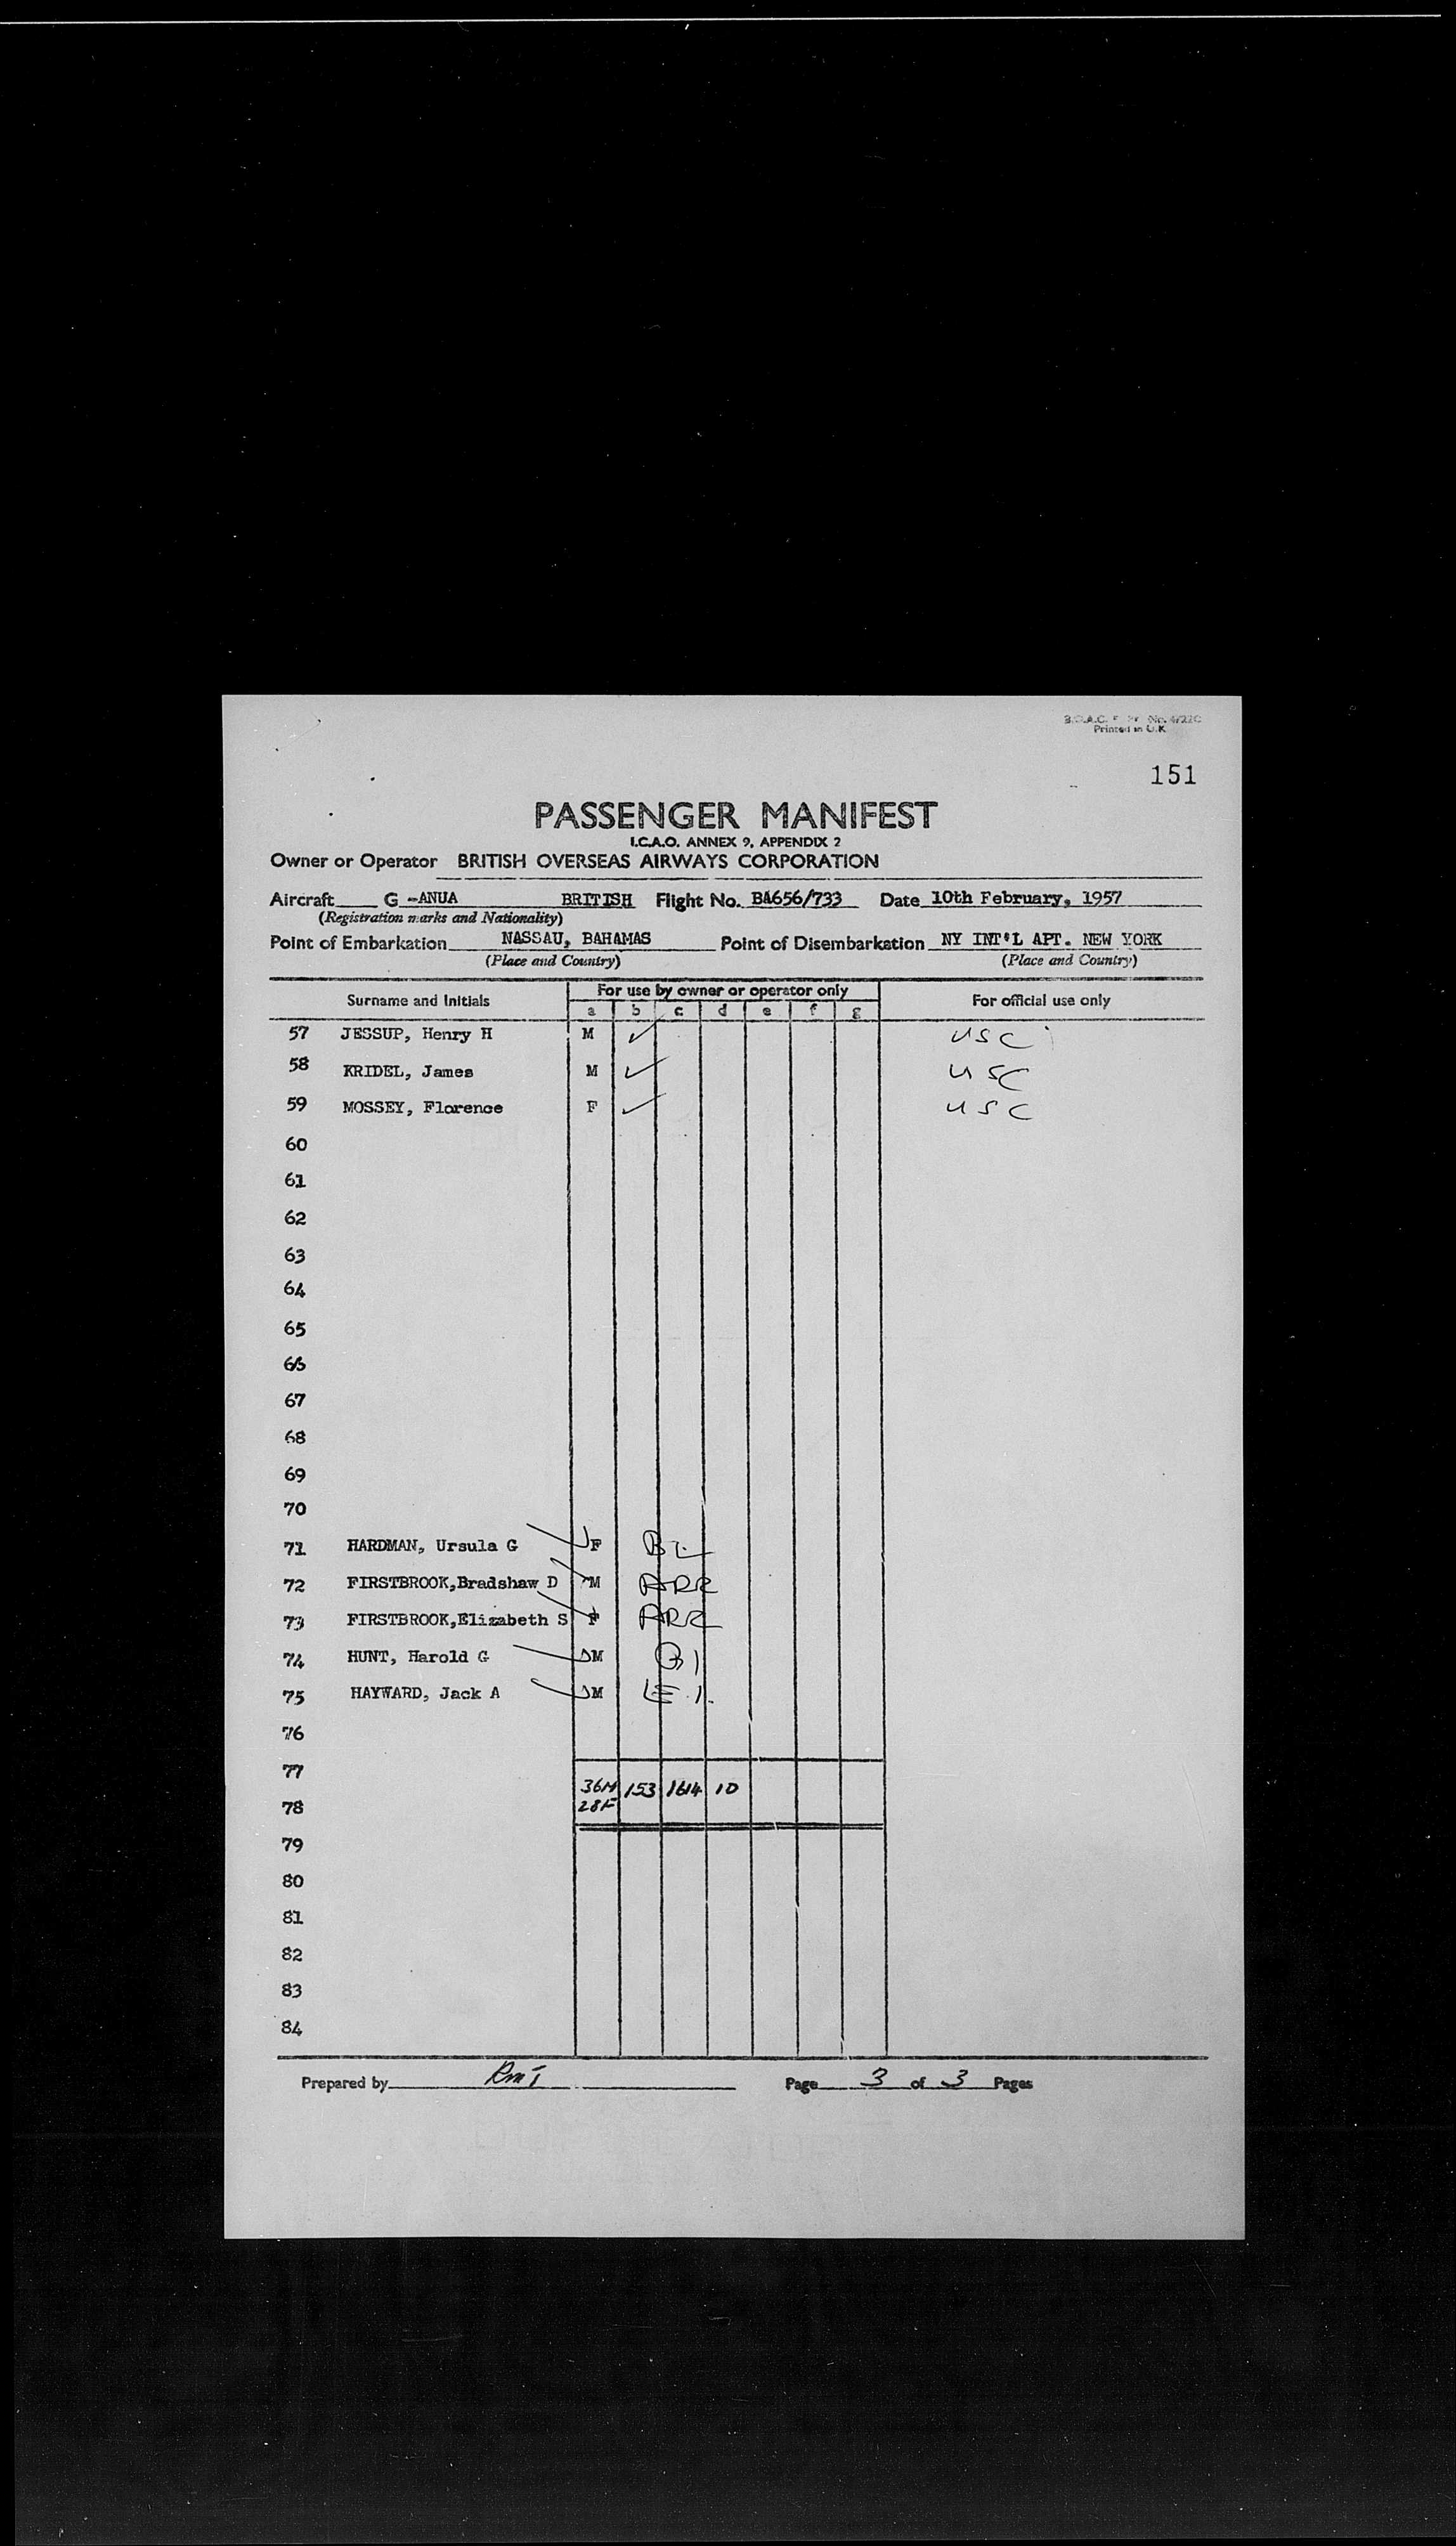 Printed in U.K
151
PASSENGER MANIFEST
I.C.A.O. ANNEX 9, APPENDIX 2
Owner or Operator BRITISH OVERSEAS AIRWAYS CORPORATION
Aircraft G -ANUA BRITISH Flight No. BA656/733 Date 10th February, 1957
(Registration marks and Nationality)
Point of Embarkation NASSAU, BAHAMAS Point of Disembarkation NY INT'L APT. NEW YORK
(Place and Country) (Place and Country)
Surname and Initials For use by owner or operator only For official use only
a b c d e f g
57 JESSUP, Henry H M ✓ USC
58 KRIDEL, James M ✓ USC
59 MOSSEY, Florence F ✓ USC
60
61
62
63
64
65
66
67
68
69
70
71 HARDMAN, Ursula G F
72 FIRSTBROOK,Bradshaw D M ARR
73 FIRSTBROOK,Elizabeth S F ARR
74 HUNT, Harold G M
75 HAYWARD, Jack A M
76
77
36M 153 1614 10
28F
78
79
80
81
82
83
84
Prepared by RmT Page 3 of 3 Pages